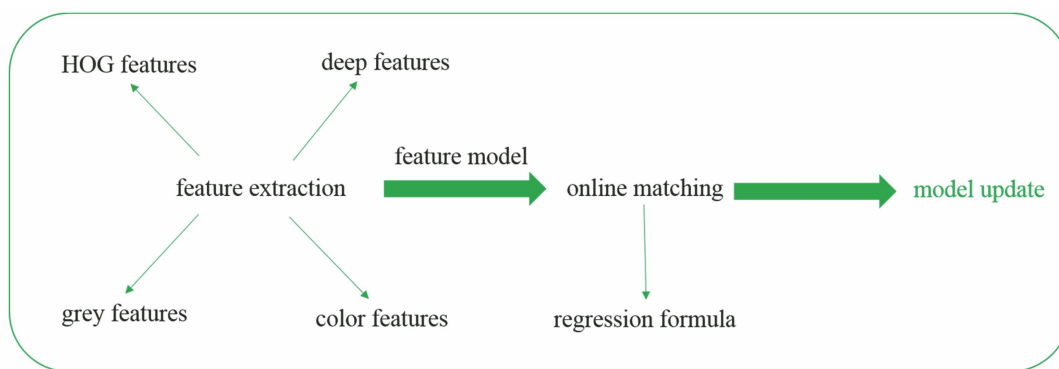 HOG features
deep features
feature model
feature extraction
online matching
model update
grey features
color features
regression formula